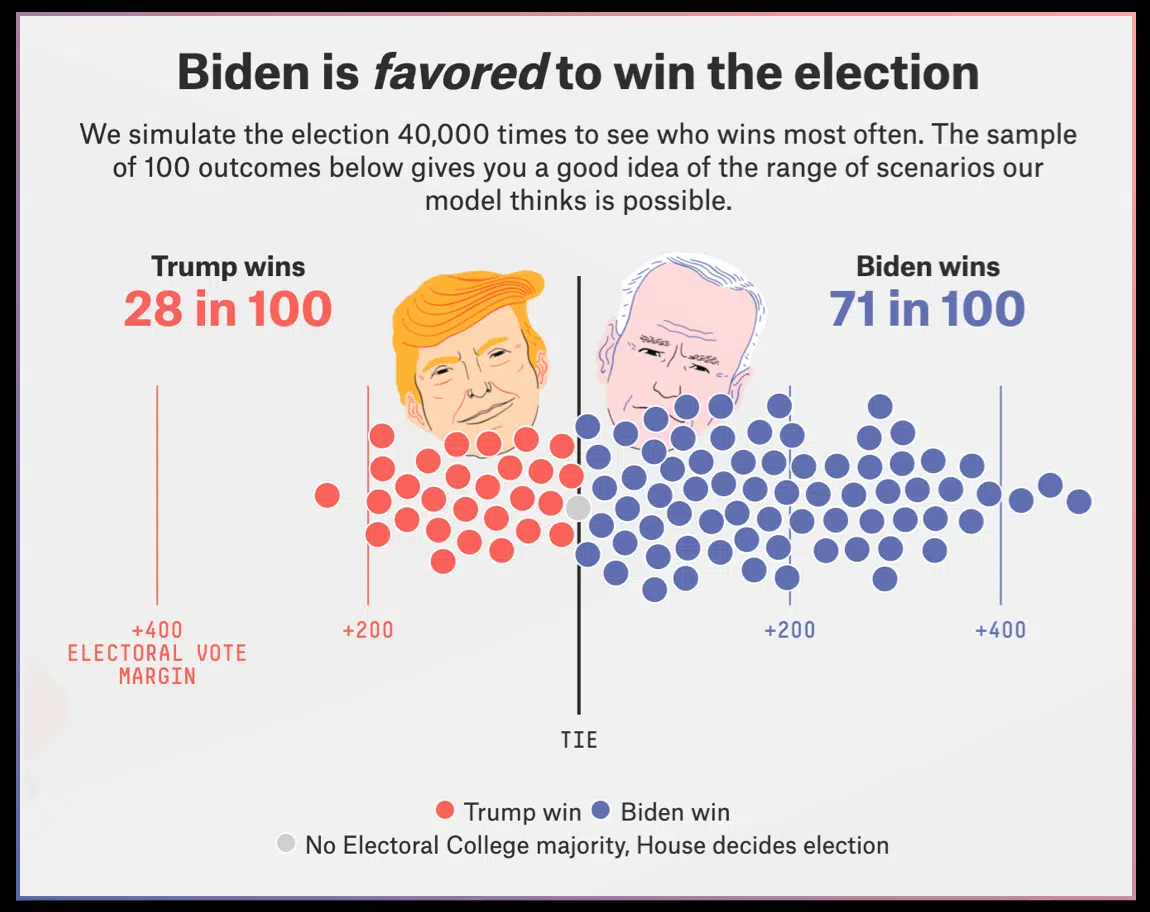 Biden is favored to win the election
We simulate the election 40,000 times to see who wins most often. The sample
of 100 outcomes below gives you a good idea of the range of scenarios our
model thinks is possible.
Trump wins
28 in 100
Biden wins
71 in 100
+400
ELECTORAL VOTE
MARGIN
+200
+200
+400
TIE
Trump win
Biden win
No Electoral College majority, House decides election